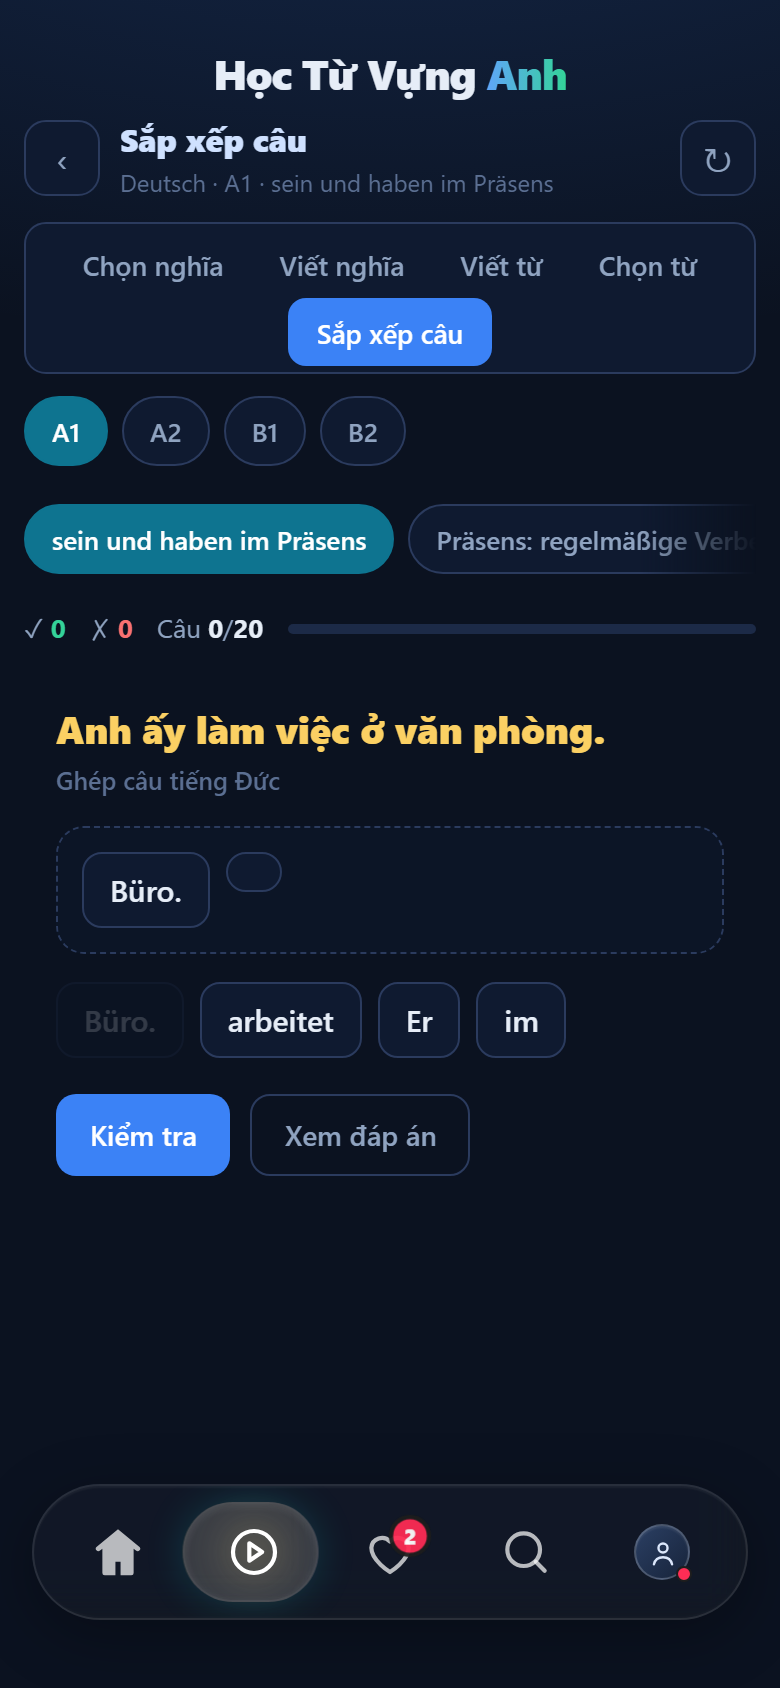 Học Từ Vựng Anh
‹
Sắp xếp câu
Deutsch · A1 · sein und haben im Präsens
↻
Chọn nghĩa Viết nghĩa Viết từ Chọn từ
Sắp xếp câu
A1 A2 B1 B2
sein und haben im Präsens Präsens: regelmäßige Verb
✓ 0 ✗ 0 Câu 0/20
Anh ấy làm việc ở văn phòng.
Ghép câu tiếng Đức
Büro.
Büro. arbeitet Er im
Kiểm tra Xem đáp án
2